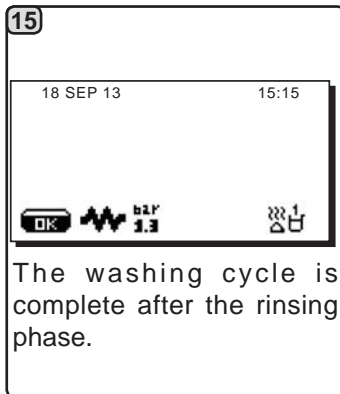 15
18 SEP 13 15:15
OK bar 1.3 1
The washing cycle is
complete after the rinsing
phase.